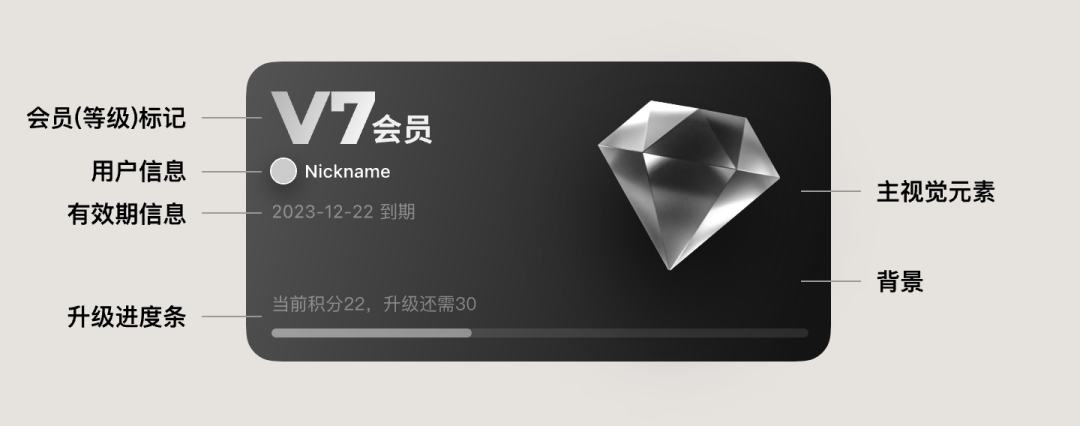 会员(等级)标记
用户信息
有效期信息
升级进度条
V7会员
Nickname
2023-12-22 到期
当前积分22，升级还需30
主视觉元素
背景